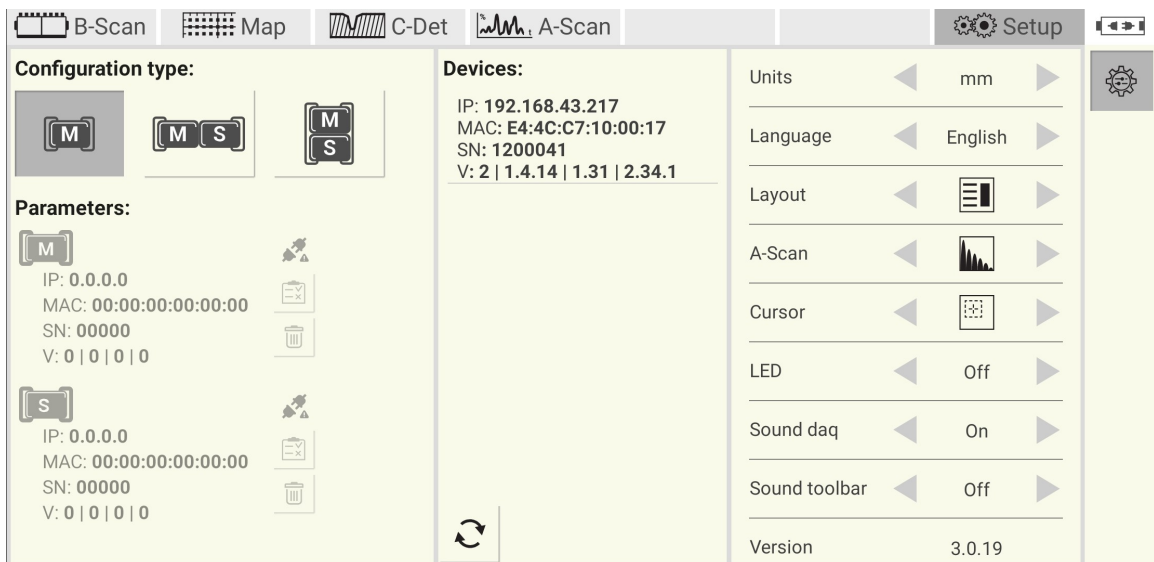 B-Scan
Map
C-Det
% t A-Scan
Setup
Configuration type:
M
M S
M
S
Parameters:
M
IP: 0.0.0.0
MAC: 00:00:00:00:00:00
SN: 00000
V: 0 | 0 | 0 | 0
S
IP: 0.0.0.0
MAC: 00:00:00:00:00:00
SN: 00000
V: 0 | 0 | 0 | 0
Devices:
IP: 192.168.43.217
MAC: E4:4C:C7:10:00:17
SN: 1200041
V: 2 | 1.4.14 | 1.31 | 2.34.1
Units mm
Language English
Layout
A-Scan
Cursor
LED Off
Sound daq On
Sound toolbar Off
Version 3.0.19